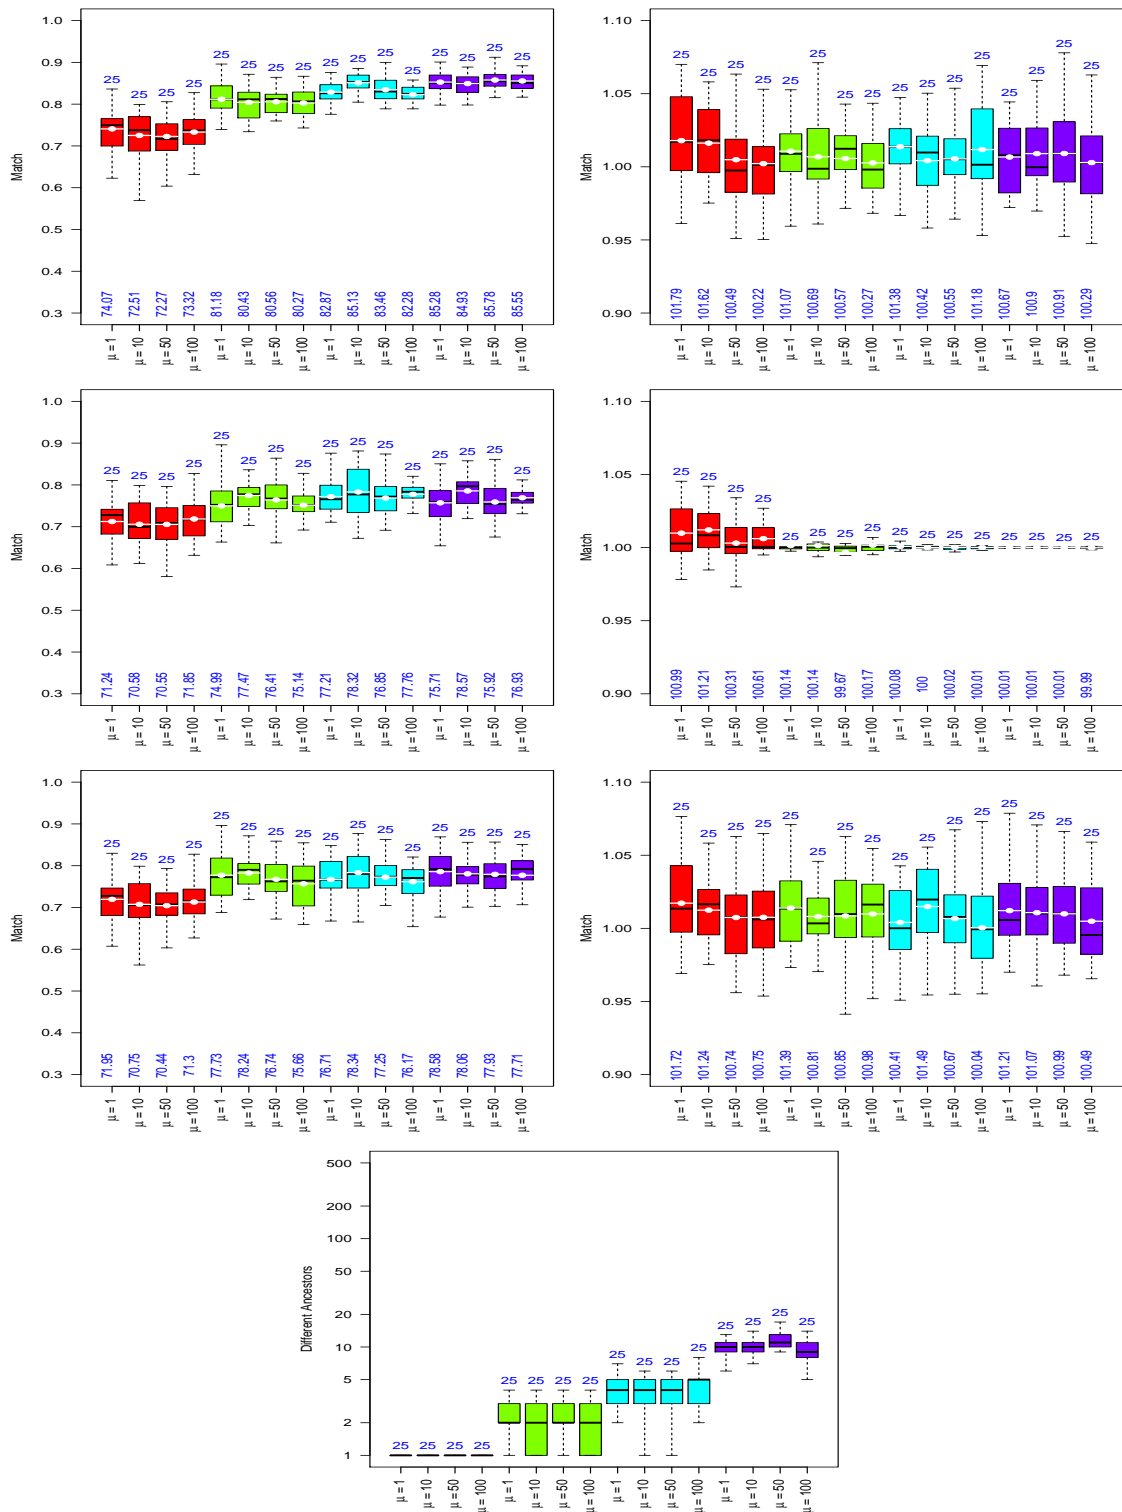 1.0
0.9
0.8
0.7
0.6
0.5
0.4
0.3
Match
25 25 25 25 25 25 25 25 25 25 25 25 25 25 25 25
74.07 72.51 72.27 73.32 81.18 80.43 80.56 80.27 82.87 85.13 83.46 82.28 85.28 84.93 85.78 85.55
μ = 1 μ = 10 μ = 50 μ = 100 μ = 1 μ = 10 μ = 50 μ = 100 μ = 1 μ = 10 μ = 50 μ = 100 μ = 1 μ = 10 μ = 50 μ = 100
1.10
1.05
1.00
0.95
0.90
Match
25 25 25 25 25 25 25 25 25 25 25 25 25 25 25 25
101.79 101.62 100.49 100.22 101.07 100.69 100.57 100.27 101.38 100.42 100.55 101.18 100.67 100.9 100.91 100.29
μ = 1 μ = 10 μ = 50 μ = 100 μ = 1 μ = 10 μ = 50 μ = 100 μ = 1 μ = 10 μ = 50 μ = 100 μ = 1 μ = 10 μ = 50 μ = 100
1.0
0.9
0.8
0.7
0.6
0.5
0.4
0.3
Match
25 25 25 25 25 25 25 25 25 25 25 25 25 25 25 25
71.24 70.58 70.55 71.85 74.99 77.47 76.41 75.14 77.21 78.32 76.85 77.76 75.71 78.57 75.92 76.93
μ = 1 μ = 10 μ = 50 μ = 100 μ = 1 μ = 10 μ = 50 μ = 100 μ = 1 μ = 10 μ = 50 μ = 100 μ = 1 μ = 10 μ = 50 μ = 100
1.10
1.05
1.00
0.95
0.90
Match
25 25 25 25 25 25 25 25 25 25 25 25 25 25 25 25
100.99 101.21 100.31 100.61 100.14 100.14 99.67 100.17 100.08 100 100.02 100.01 100.01 100.01 100.01 99.99
μ = 1 μ = 10 μ = 50 μ = 100 μ = 1 μ = 10 μ = 50 μ = 100 μ = 1 μ = 10 μ = 50 μ = 100 μ = 1 μ = 10 μ = 50 μ = 100
1.0
0.9
0.8
0.7
0.6
0.5
0.4
0.3
Match
25 25 25 25 25 25 25 25 25 25 25 25 25 25 25 25
71.95 70.75 70.44 71.3 77.73 78.24 76.74 75.66 76.71 78.34 77.25 76.17 78.58 78.06 77.93 77.71
μ = 1 μ = 10 μ = 50 μ = 100 μ = 1 μ = 10 μ = 50 μ = 100 μ = 1 μ = 10 μ = 50 μ = 100 μ = 1 μ = 10 μ = 50 μ = 100
1.10
1.05
1.00
0.95
0.90
Match
25 25 25 25 25 25 25 25 25 25 25 25 25 25 25 25
101.72 101.24 100.74 100.75 101.39 100.81 100.85 100.98 100.41 101.49 100.67 100.04 101.21 101.07 100.99 100.49
μ = 1 μ = 10 μ = 50 μ = 100 μ = 1 μ = 10 μ = 50 μ = 100 μ = 1 μ = 10 μ = 50 μ = 100 μ = 1 μ = 10 μ = 50 μ = 100
500
200
100
50
20
10
5
2
1
Different Ancestors
25 25 25 25 25 25 25 25 25 25 25 25 25 25 25 25
μ = 1 μ = 10 μ = 50 μ = 100 μ = 1 μ = 10 μ = 50 μ = 100 μ = 1 μ = 10 μ = 50 μ = 100 μ = 1 μ = 10 μ = 50 μ = 100